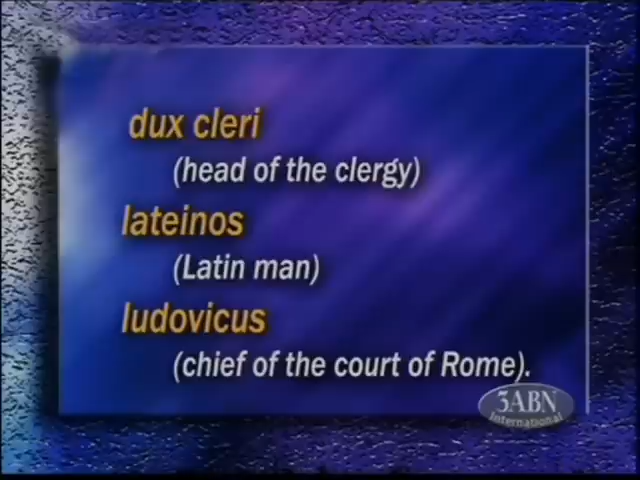 dux cleri
(head of the clergy)
lateinos
(Latin man)
ludovicus
(chief of the court of Rome).
3ABN
International